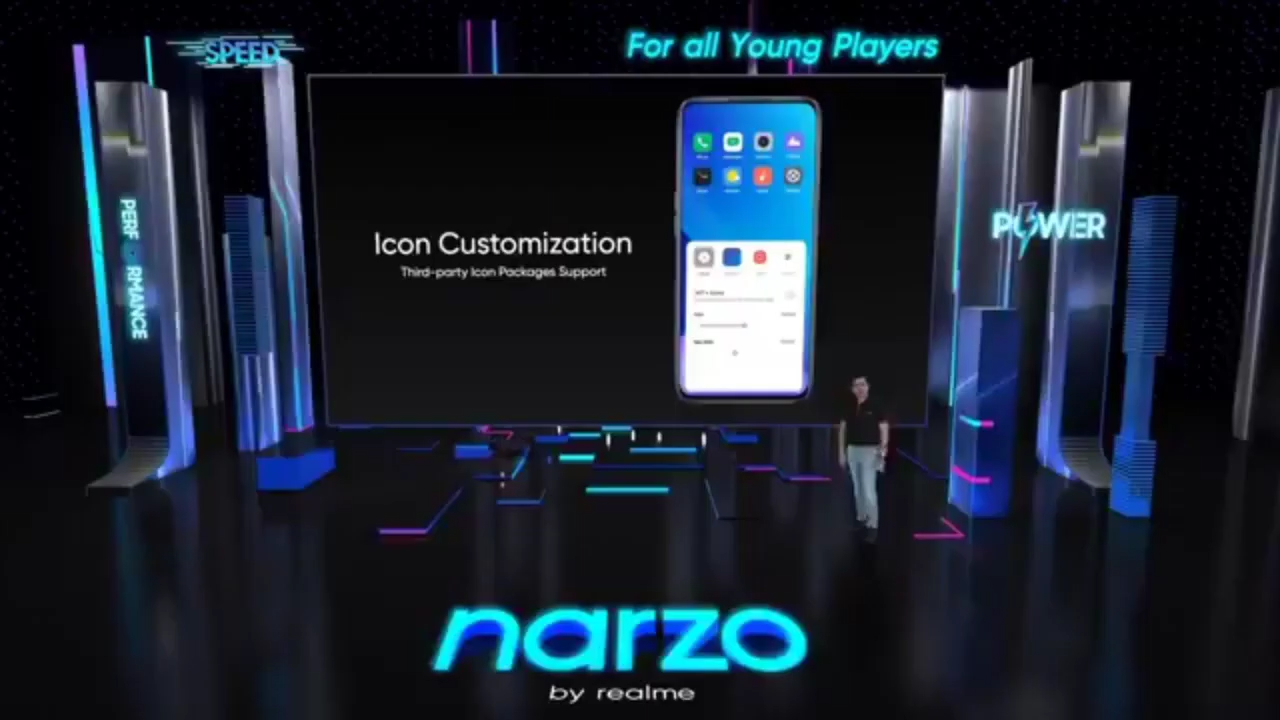 SPEED
For all Young Players
PERFORMANCE
Icon Customization
Third-party Icon Packages Support
POWER
narzo
by realme